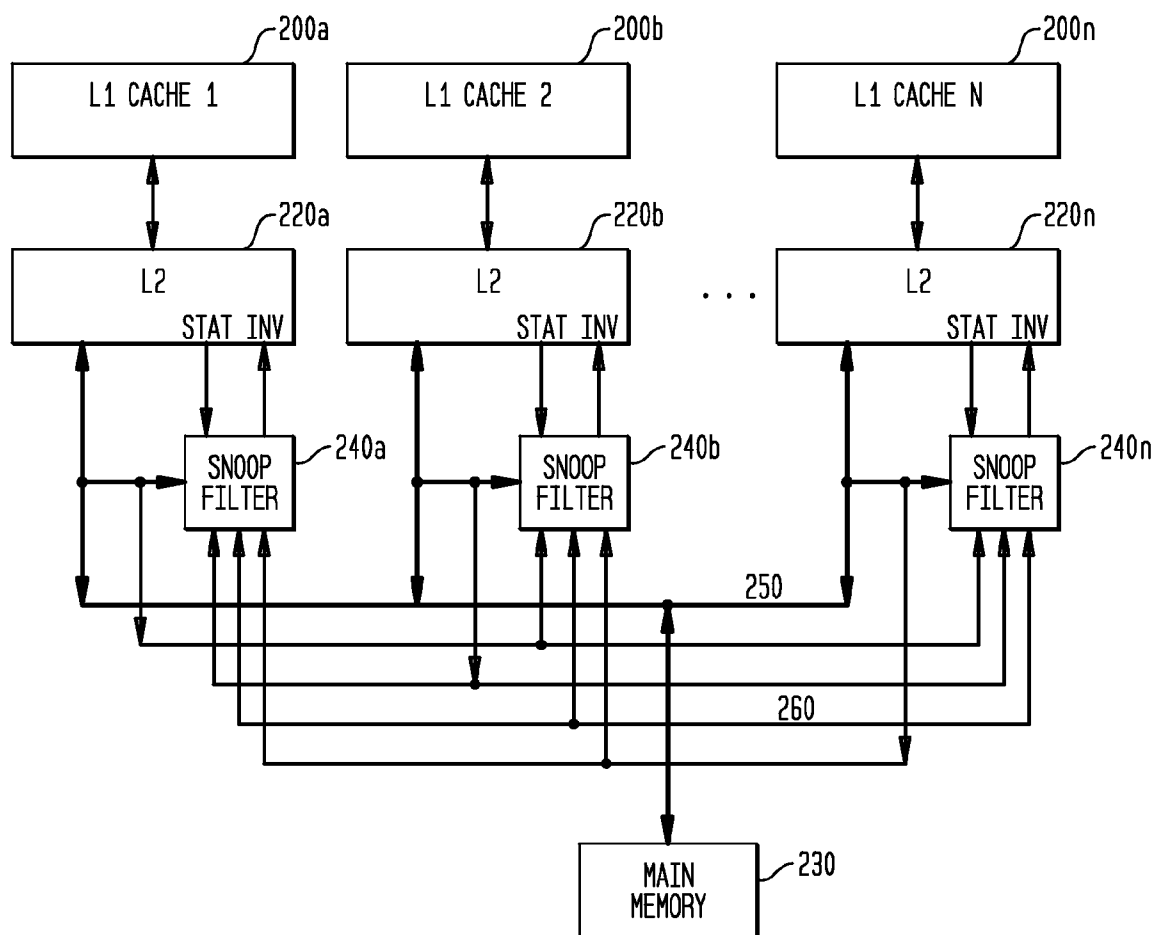 200a
200b
200n
L1 CACHE 1
L1 CACHE 2
L1 CACHE N
220a
220b
220n
L2
L2
. . .
L2
STAT INV
STAT INV
STAT INV
240a
240b
240n
SNOOP
FILTER
SNOOP
FILTER
SNOOP
FILTER
250
260
MAIN
MEMORY
230